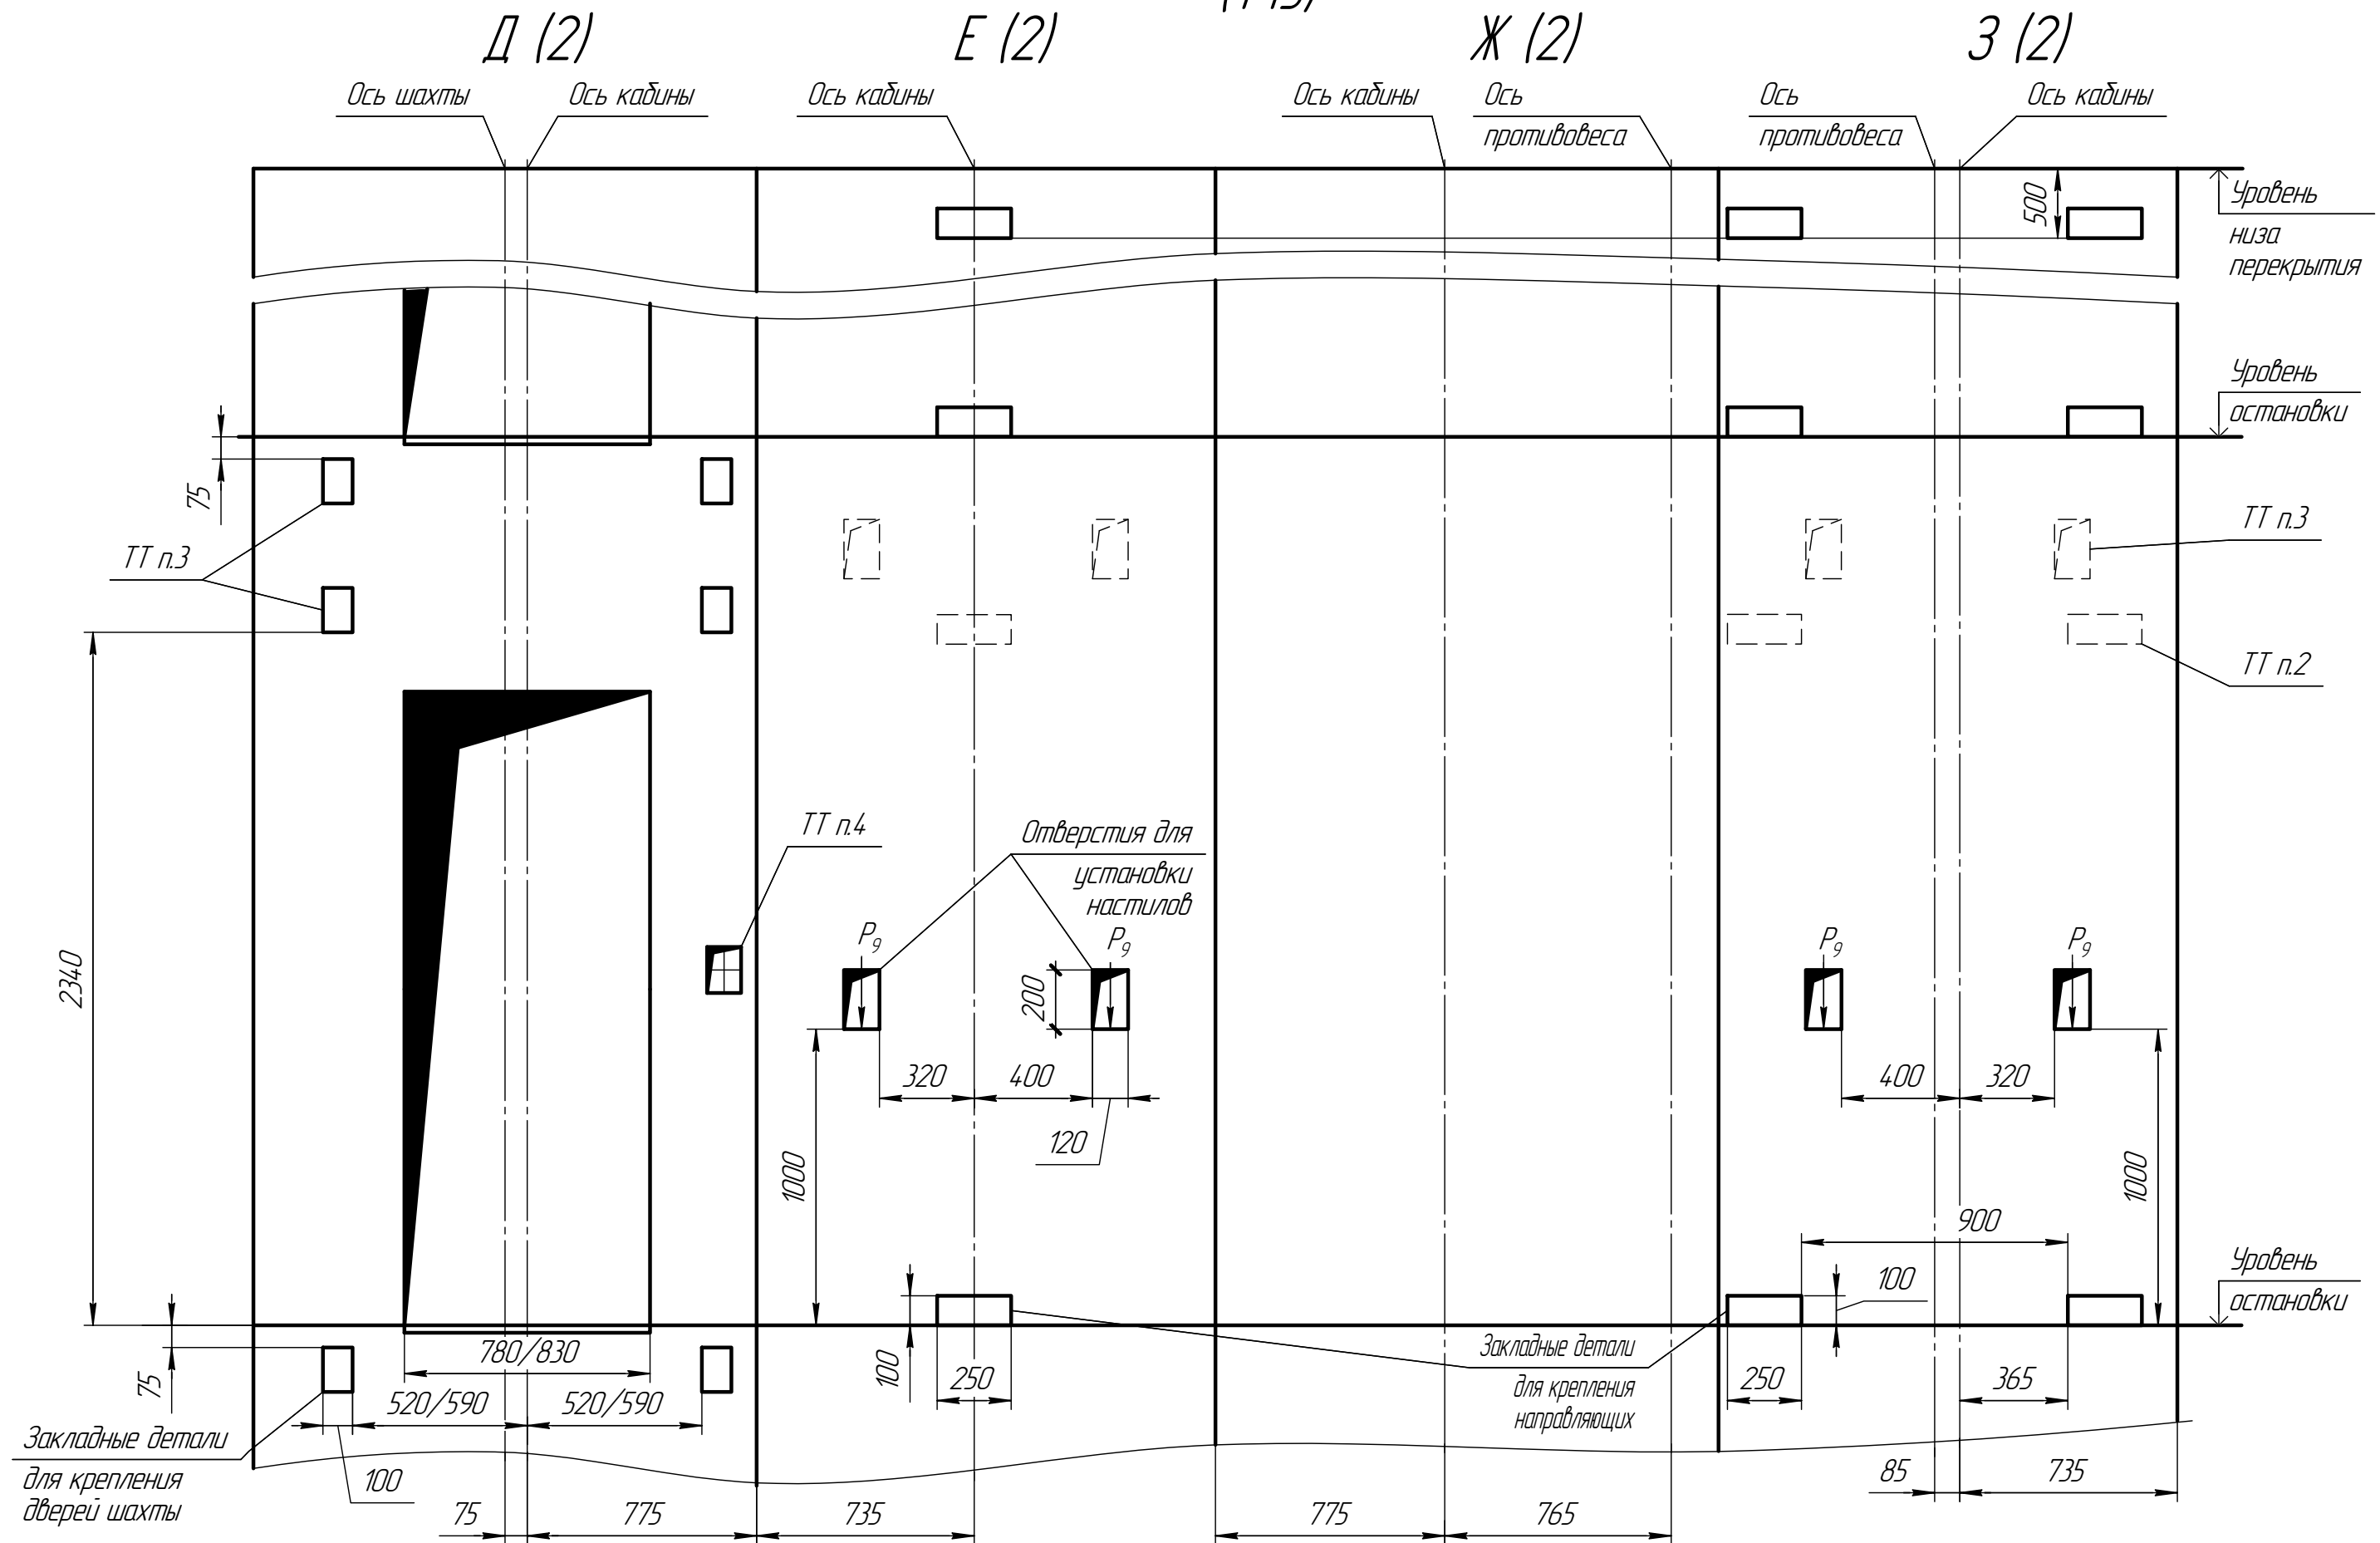 Д (2)
Е (2)
Ж (2)
З (2)
Ось шахты
Ось кабины
Ось кабины
Ось кабины
Ось
противовеса
Ось
противовеса
Ось кабины
500
Уровень
низа
перекрытия
Уровень
остановки
75
ТТ п.3
ТТ п.3
ТТ п.2
ТТ п.4
Отверстия для
установки
настилов
P9
P9
P9
P9
2340
200
320
400
120
1000
400
320
1000
900
100
Уровень
остановки
780/830
75
520/590
520/590
100
250
Закладные детали
для крепления
направляющих
250
365
Закладные детали
для крепления
дверей шахты
100
85
735
75
775
735
775
765